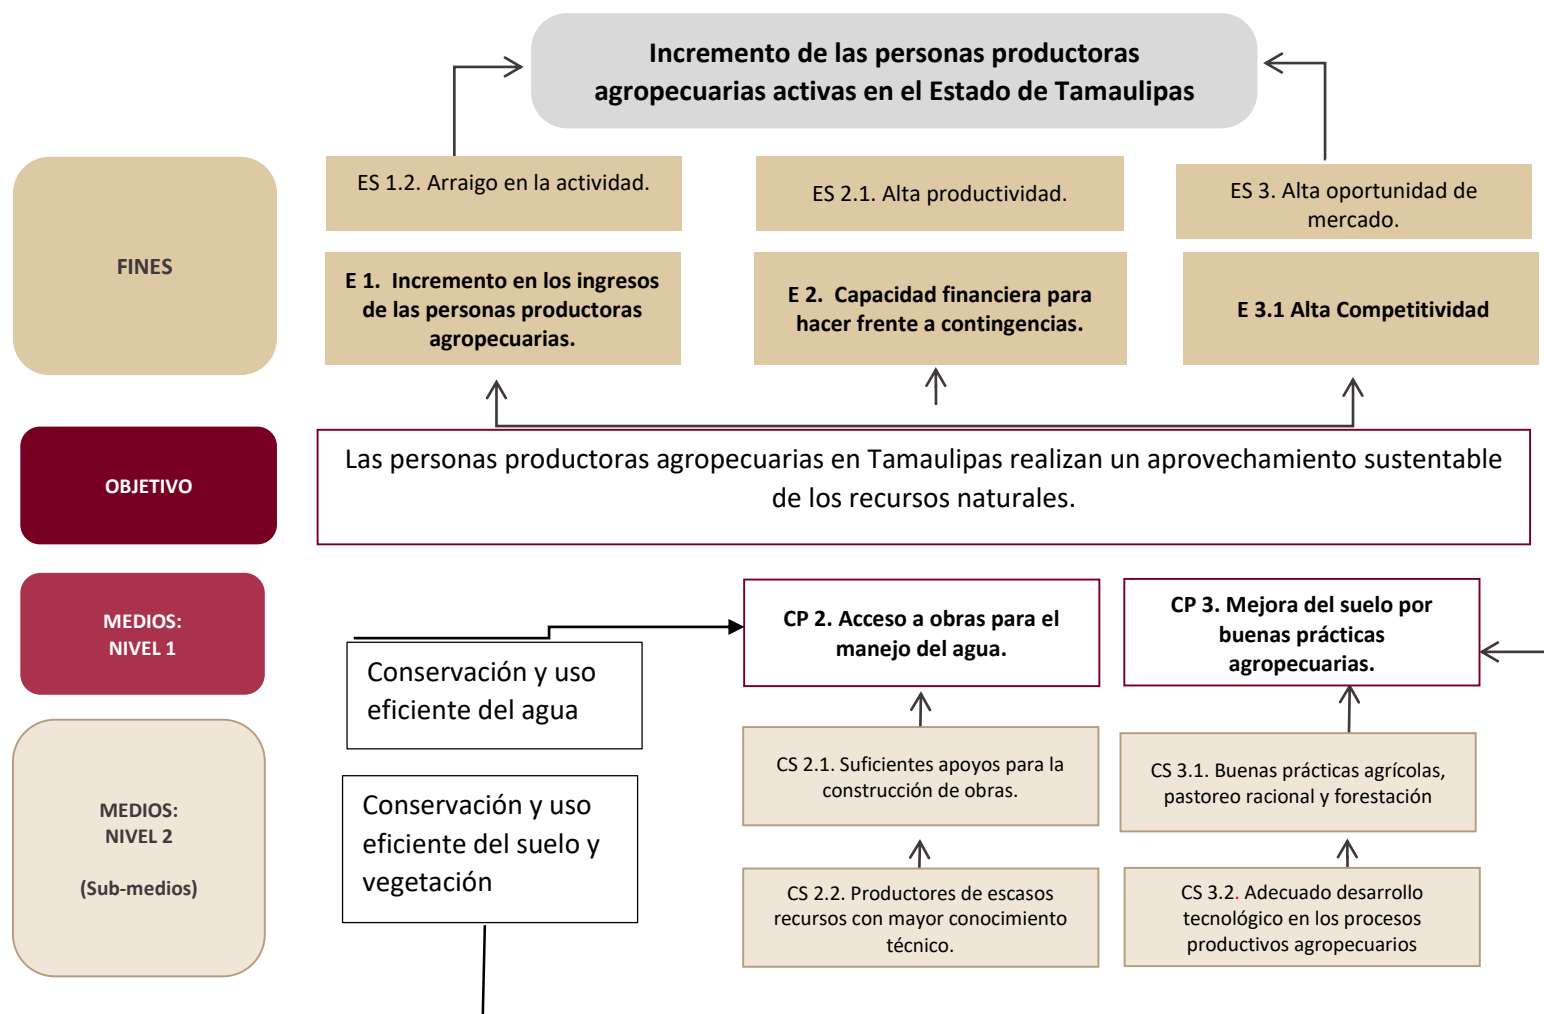 Incremento de las personas productoras
agropecuarias activas en el Estado de Tamaulipas
FINES
ES 1.2. Arraigo en la actividad.
ES 2.1. Alta productividad.
ES 3. Alta oportunidad de
mercado.
E 1.  Incremento en los ingresos
de las personas productoras
agropecuarias.
E 2.  Capacidad financiera para
hacer frente a contingencias.
E 3.1 Alta Competitividad
OBJETIVO
Las personas productoras agropecuarias en Tamaulipas realizan un aprovechamiento sustentable
de los recursos naturales.
MEDIOS:
NIVEL 1
Conservación y uso
eficiente del agua
CP 2. Acceso a obras para el
manejo del agua.
CP 3. Mejora del suelo por
buenas prácticas
agropecuarias.
MEDIOS:
NIVEL 2
(Sub-medios)
Conservación y uso
eficiente del suelo y
vegetación
CS 2.1. Suficientes apoyos para la
construcción de obras.
CS 3.1. Buenas prácticas agrícolas,
pastoreo racional y forestación
CS 2.2. Productores de escasos
recursos con mayor conocimiento
técnico.
CS 3.2. Adecuado desarrollo
tecnológico en los procesos
productivos agropecuarios